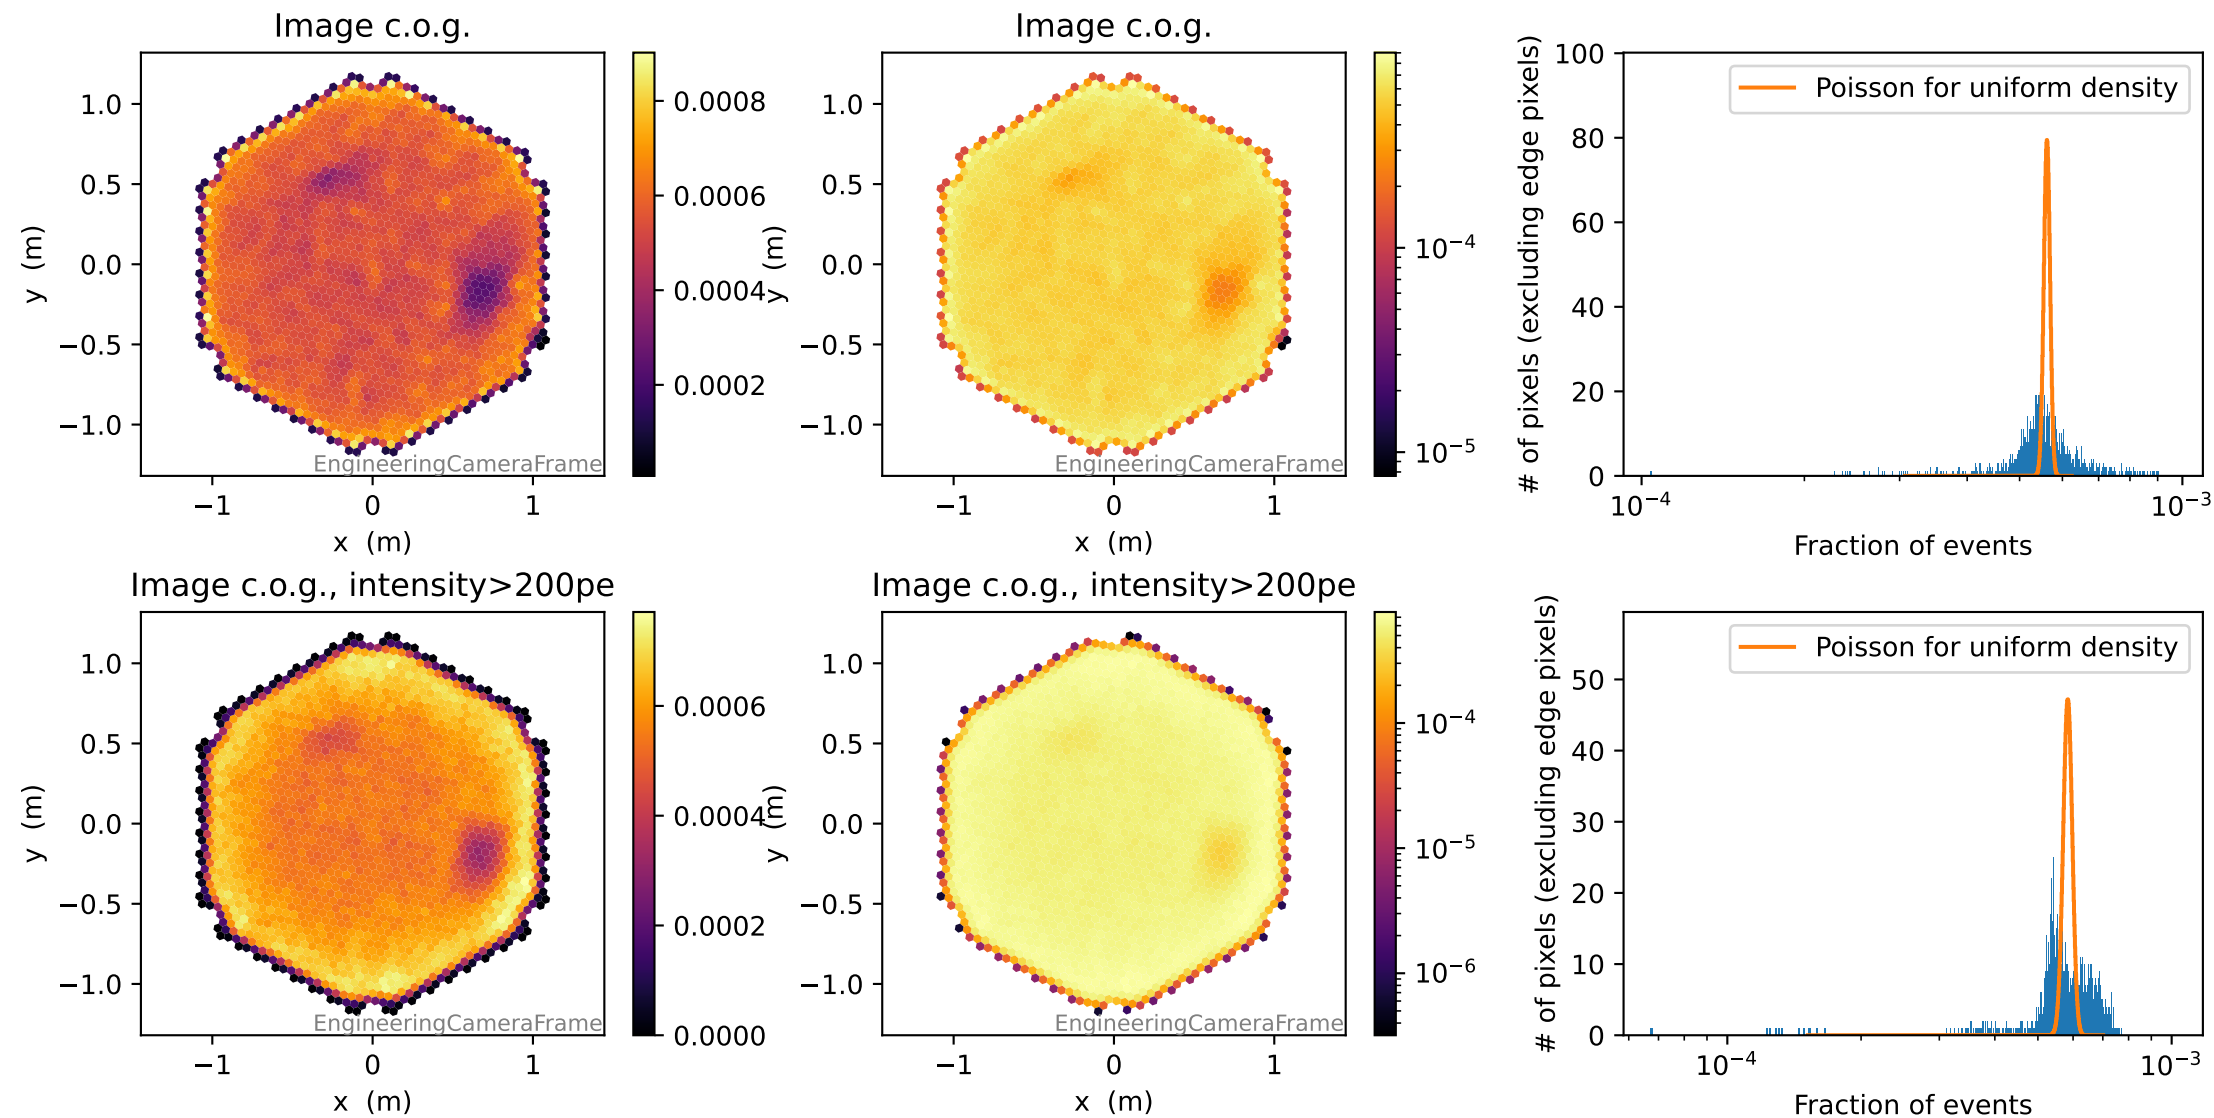 Image c.o.g.
1.0
0.5
0.0
−0.5
−1.0
y (m)
−1
0
1
x (m)
EngineeringCameraFrame
0.0008
0.0006
0.0004
0.0002
Image c.o.g.
1.0
0.5
0.0
−0.5
−1.0
y (m)
−1
0
1
x (m)
EngineeringCameraFrame
10⁻⁴
10⁻⁵
# of pixels (excluding edge pixels)
100
80
60
40
20
0
Poisson for uniform density
10⁻⁴
10⁻³
Fraction of events
Image c.o.g., intensity>200pe
1.0
0.5
0.0
−0.5
−1.0
y (m)
−1
0
1
x (m)
EngineeringCameraFrame
0.0006
0.0004
0.0002
0.0000
Image c.o.g., intensity>200pe
1.0
0.5
0.0
−0.5
−1.0
y (m)
−1
0
1
x (m)
EngineeringCameraFrame
10⁻⁴
10⁻⁵
10⁻⁶
# of pixels (excluding edge pixels)
50
40
30
20
10
0
Poisson for uniform density
10⁻⁴
10⁻³
Fraction of events